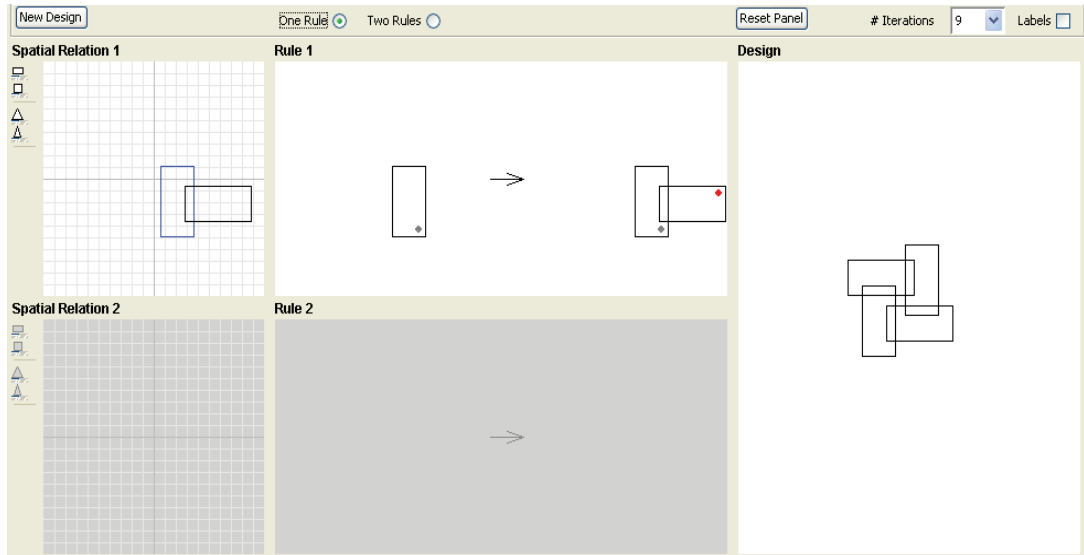 New Design One Rule Two Rules Reset Panel # Iterations 9 Labels
Spatial Relation 1 Rule 1 Design
Spatial Relation 2 Rule 2